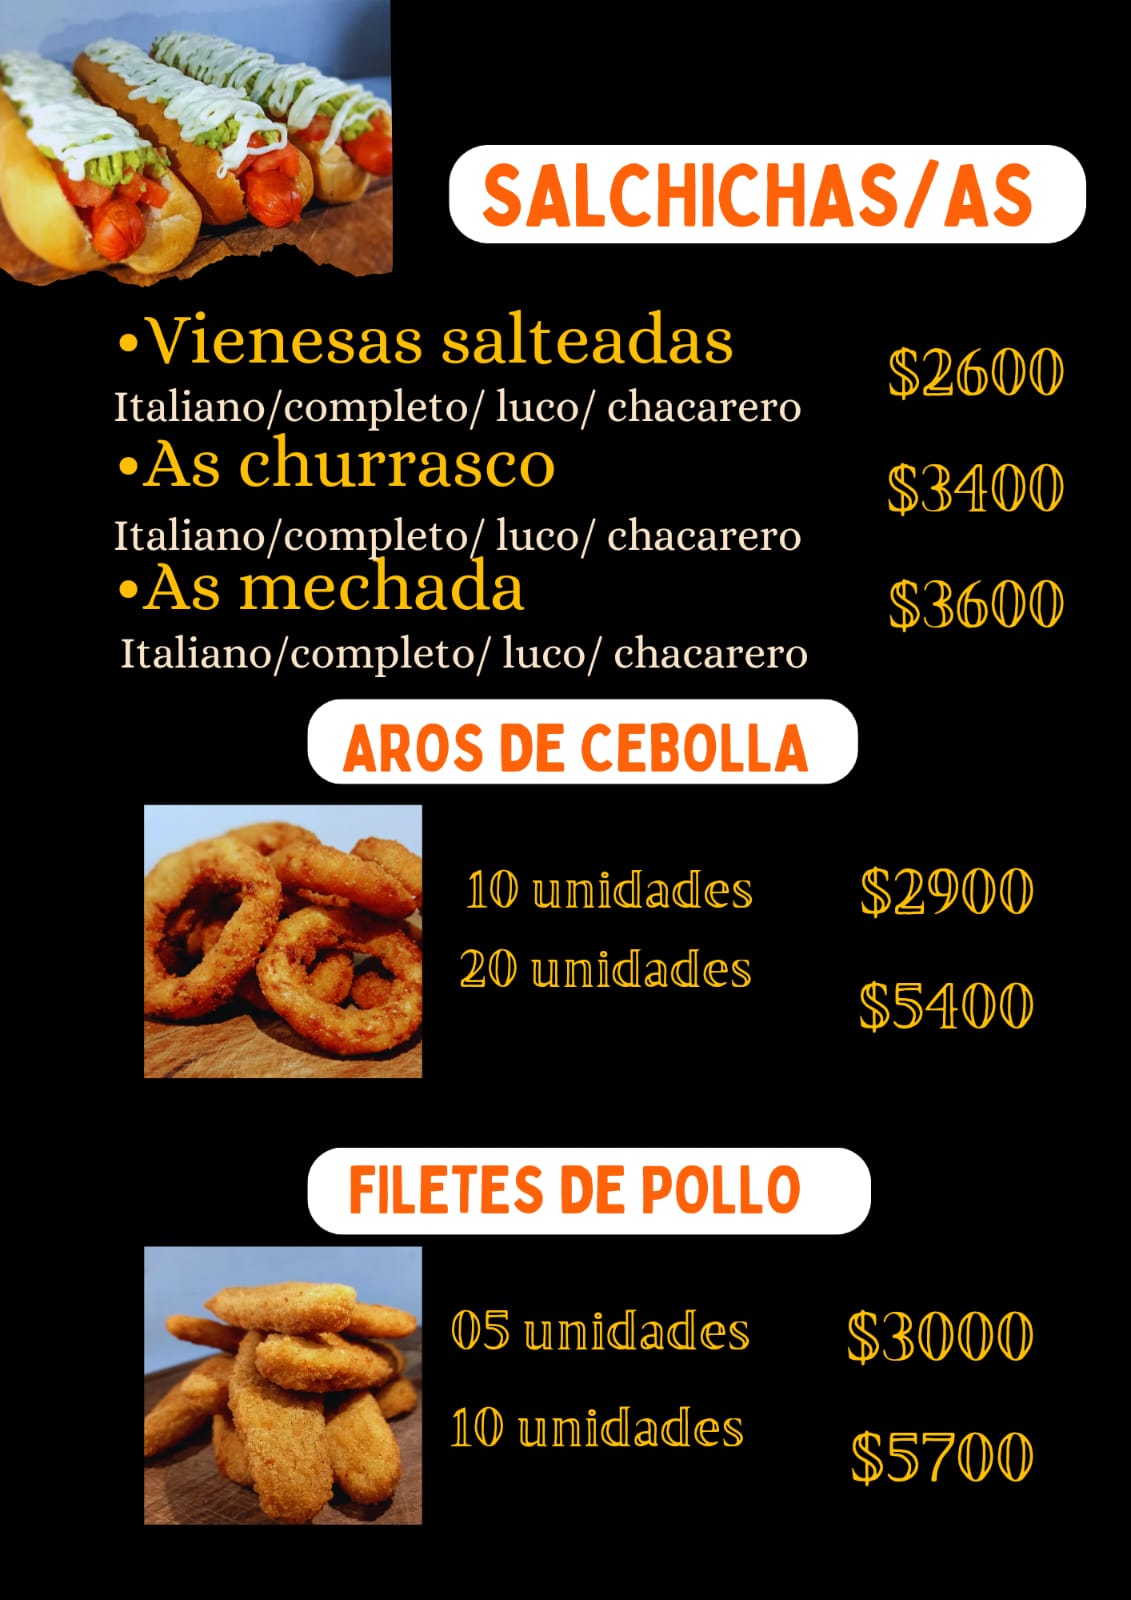 SALCHICHAS/AS
•Vienesas salteadas
$2600
Italiano/completo/ luco/ chacarero
•As churrasco
$3400
Italiano/completo/ luco/ chacarero
•As mechada
$3600
Italiano/completo/ luco/ chacarero
AROS DE CEBOLLA
10 unidades $2900
20 unidades
$5400
FILETES DE POLLO
05 unidades $3000
10 unidades
$5700